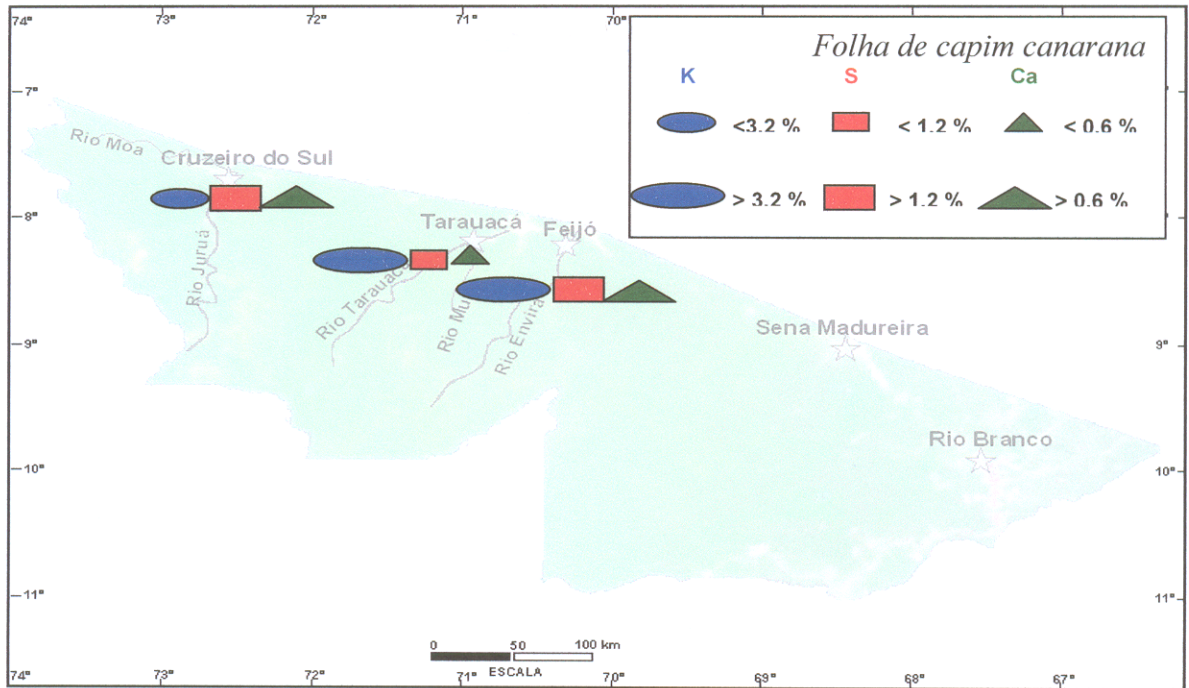 74° 73° 72° 71° 70°
Folha de capim canarana
K S Ca
<3.2 % < 1.2 % < 0.6 %
> 3.2 % > 1.2 % > 0.6 %
7°
Rio Moa
Cruzeiro do Sul
8°
Tarauacá
Feijó
Rio Juruá
Rio Tarauacá
Rio Mu
Rio Envira
Sena Madureira
9° 9°
Rio Branco
10° 10°
11° 11°
0 50 100 km
ESCALA
74° 73° 72° 71° 70° 69° 68° 67°